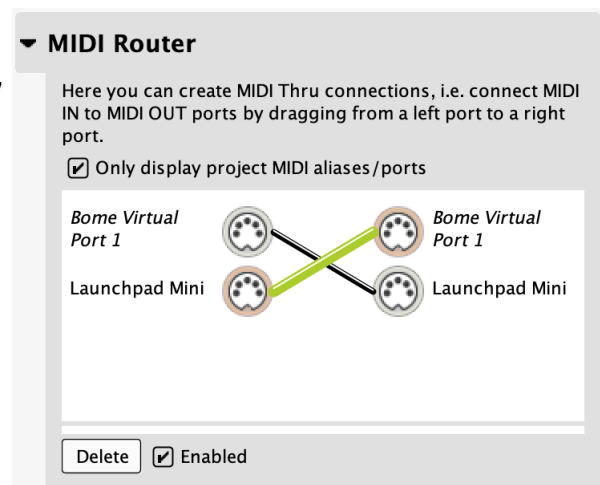 MIDI Router
Here you can create MIDI Thru connections, i.e. connect MIDI
IN to MIDI OUT ports by dragging from a left port to a right
port.
Only display project MIDI aliases/ports
Bome Virtual
Port 1
Bome Virtual
Port 1
Launchpad Mini
Launchpad Mini
Delete
Enabled